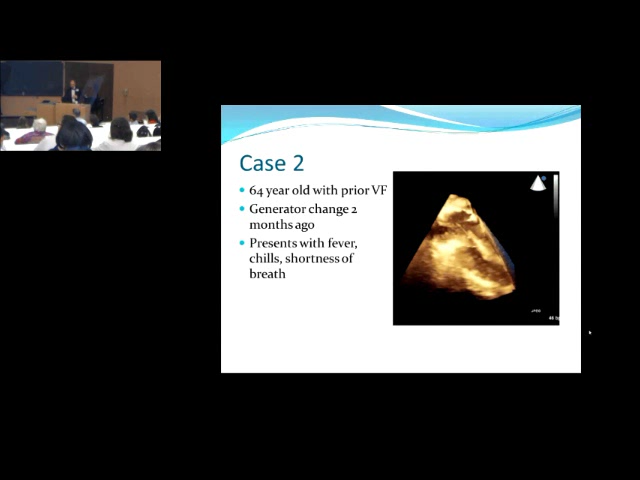 Case 2
64 year old with prior VF
Generator change 2
months ago
Presents with fever,
chills, shortness of
breath